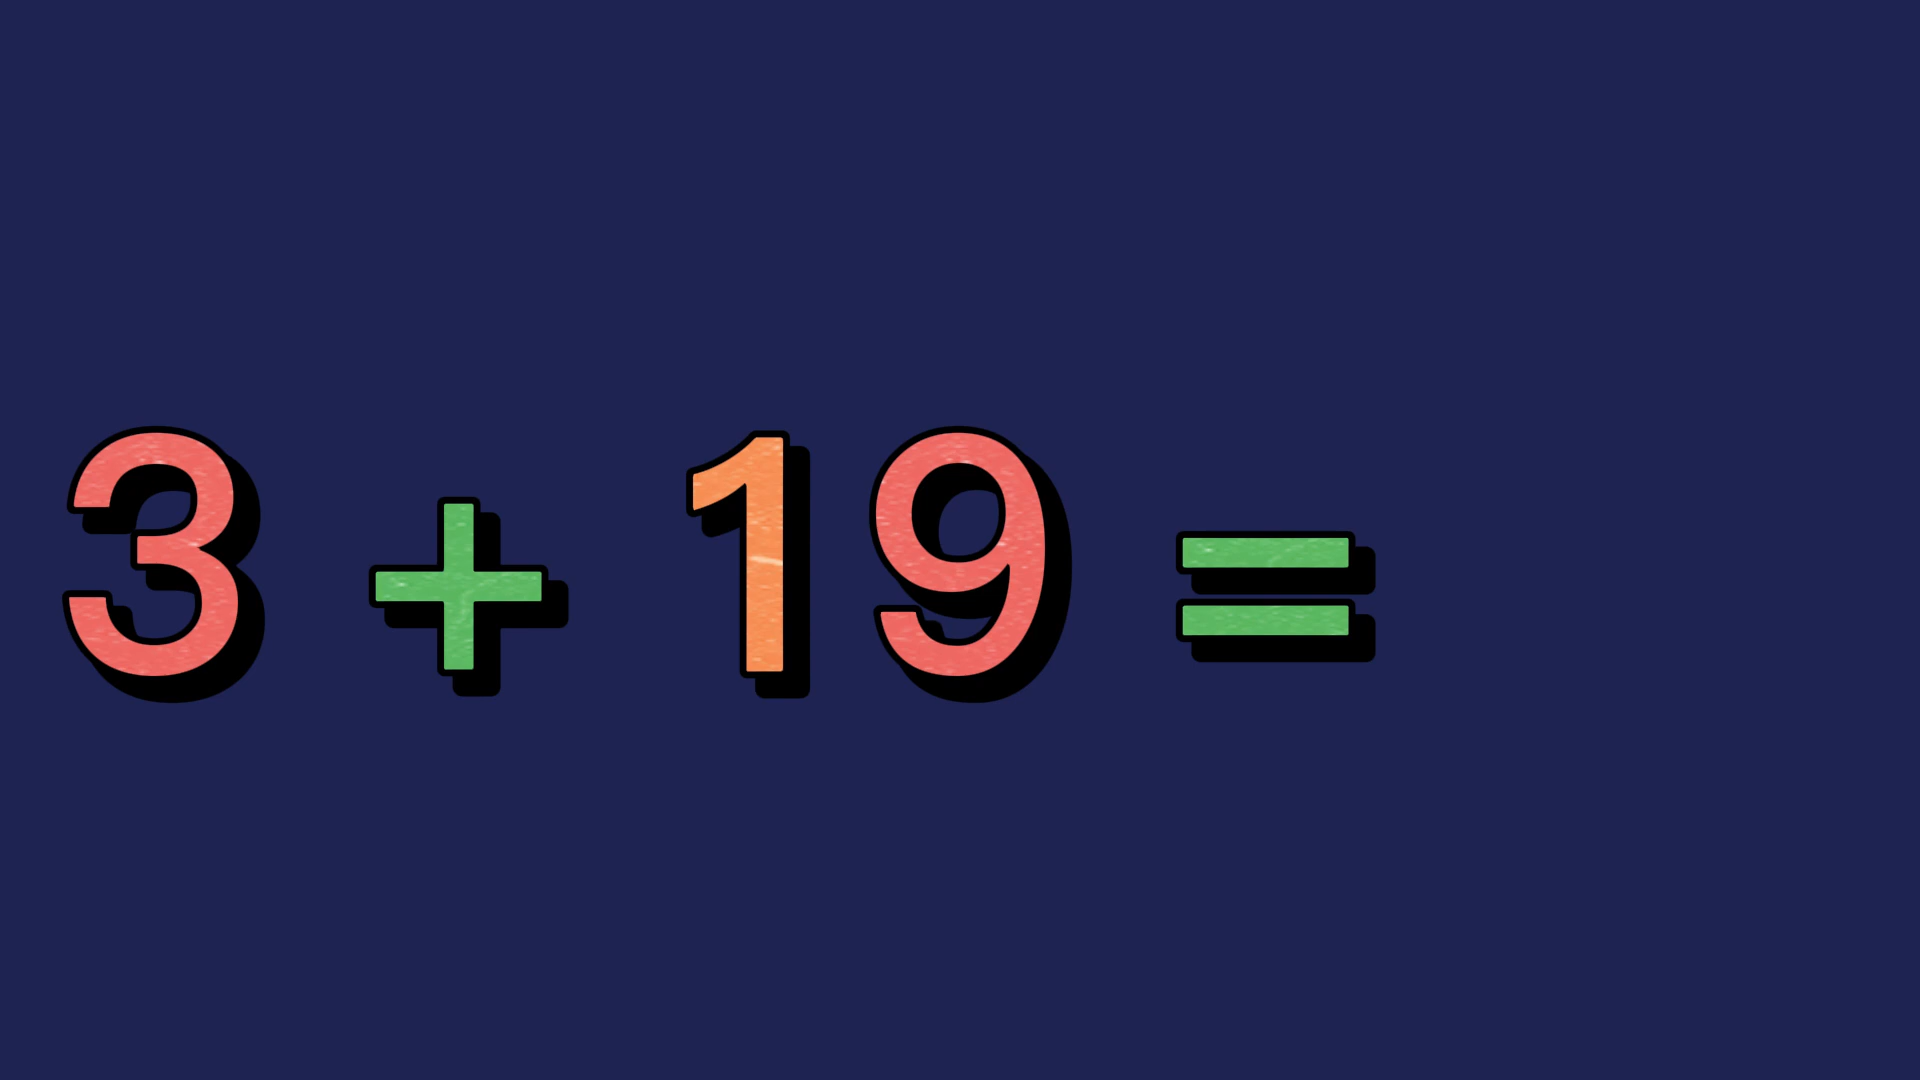 3 + 19 =